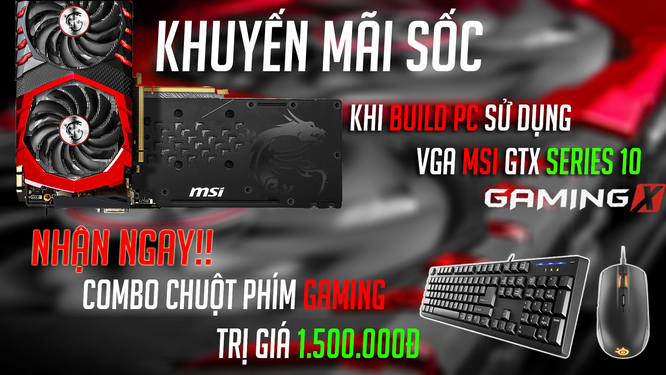 KHUYẾN MÃI SỐC
KHI BUILD PC SỬ DỤNG
VGA MSI GTX SERIES 10
GAMING X
msi
NHẬN NGAY!!
COMBO CHUỘT PHÍM GAMING
TRỊ GIÁ 1.500.000Đ